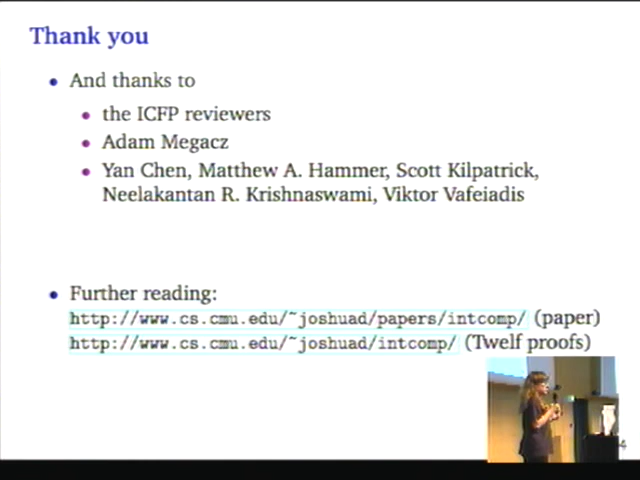 Thank you
• And thanks to
• the ICFP reviewers
• Adam Megacz
• Yan Chen, Matthew A. Hammer, Scott Kilpatrick,
Neelakantan R. Krishnaswami, Viktor Vafeiadis
• Further reading:
http://www.cs.cmu.edu/~joshuad/papers/intcomp/ (paper)
http://www.cs.cmu.edu/~joshuad/intcomp/ (Twelf proofs)